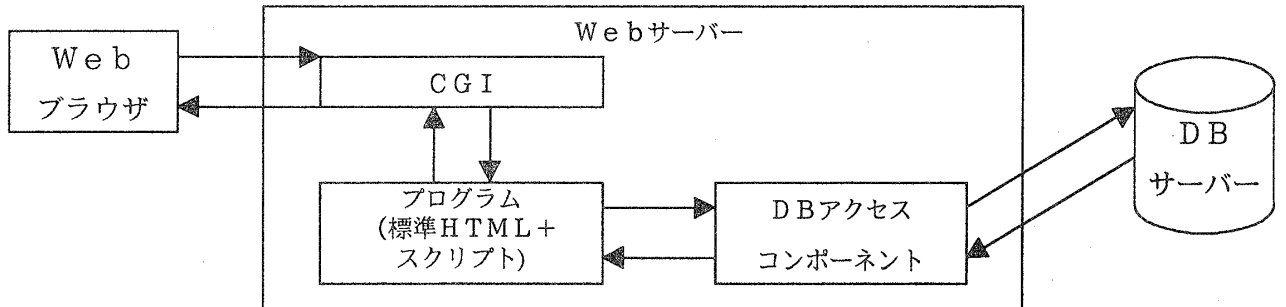 Ｗｅｂサーバー
Ｗｅｂ
ブラウザ
ＣＧＩ
プログラム
(標準ＨＴＭＬ＋
スクリプト)
ＤＢアクセス
コンポーネント
ＤＢ
サーバー